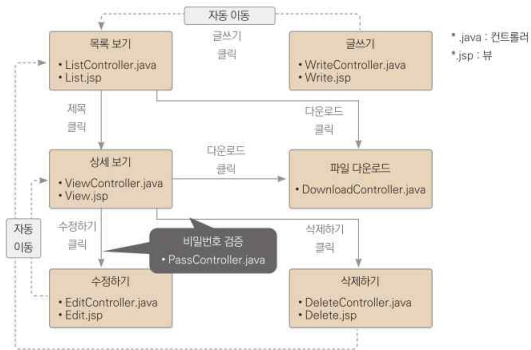 자동 이동
목록 보기
• ListController.java
• List.jsp
글쓰기
클릭
글쓰기
• WriteController.java
• Write.jsp
* .java : 컨트롤러
*.jsp : 뷰
제목
클릭
다운로드
클릭
상세 보기
• ViewController.java
• View.jsp
다운로드
클릭
파일 다운로드
• DownloadController.java
자동
이동
수정하기
클릭
비밀번호 검증
• PassController.java
삭제하기
클릭
수정하기
• EditController.java
• Edit.jsp
삭제하기
• DeleteController.java
• Delete.jsp